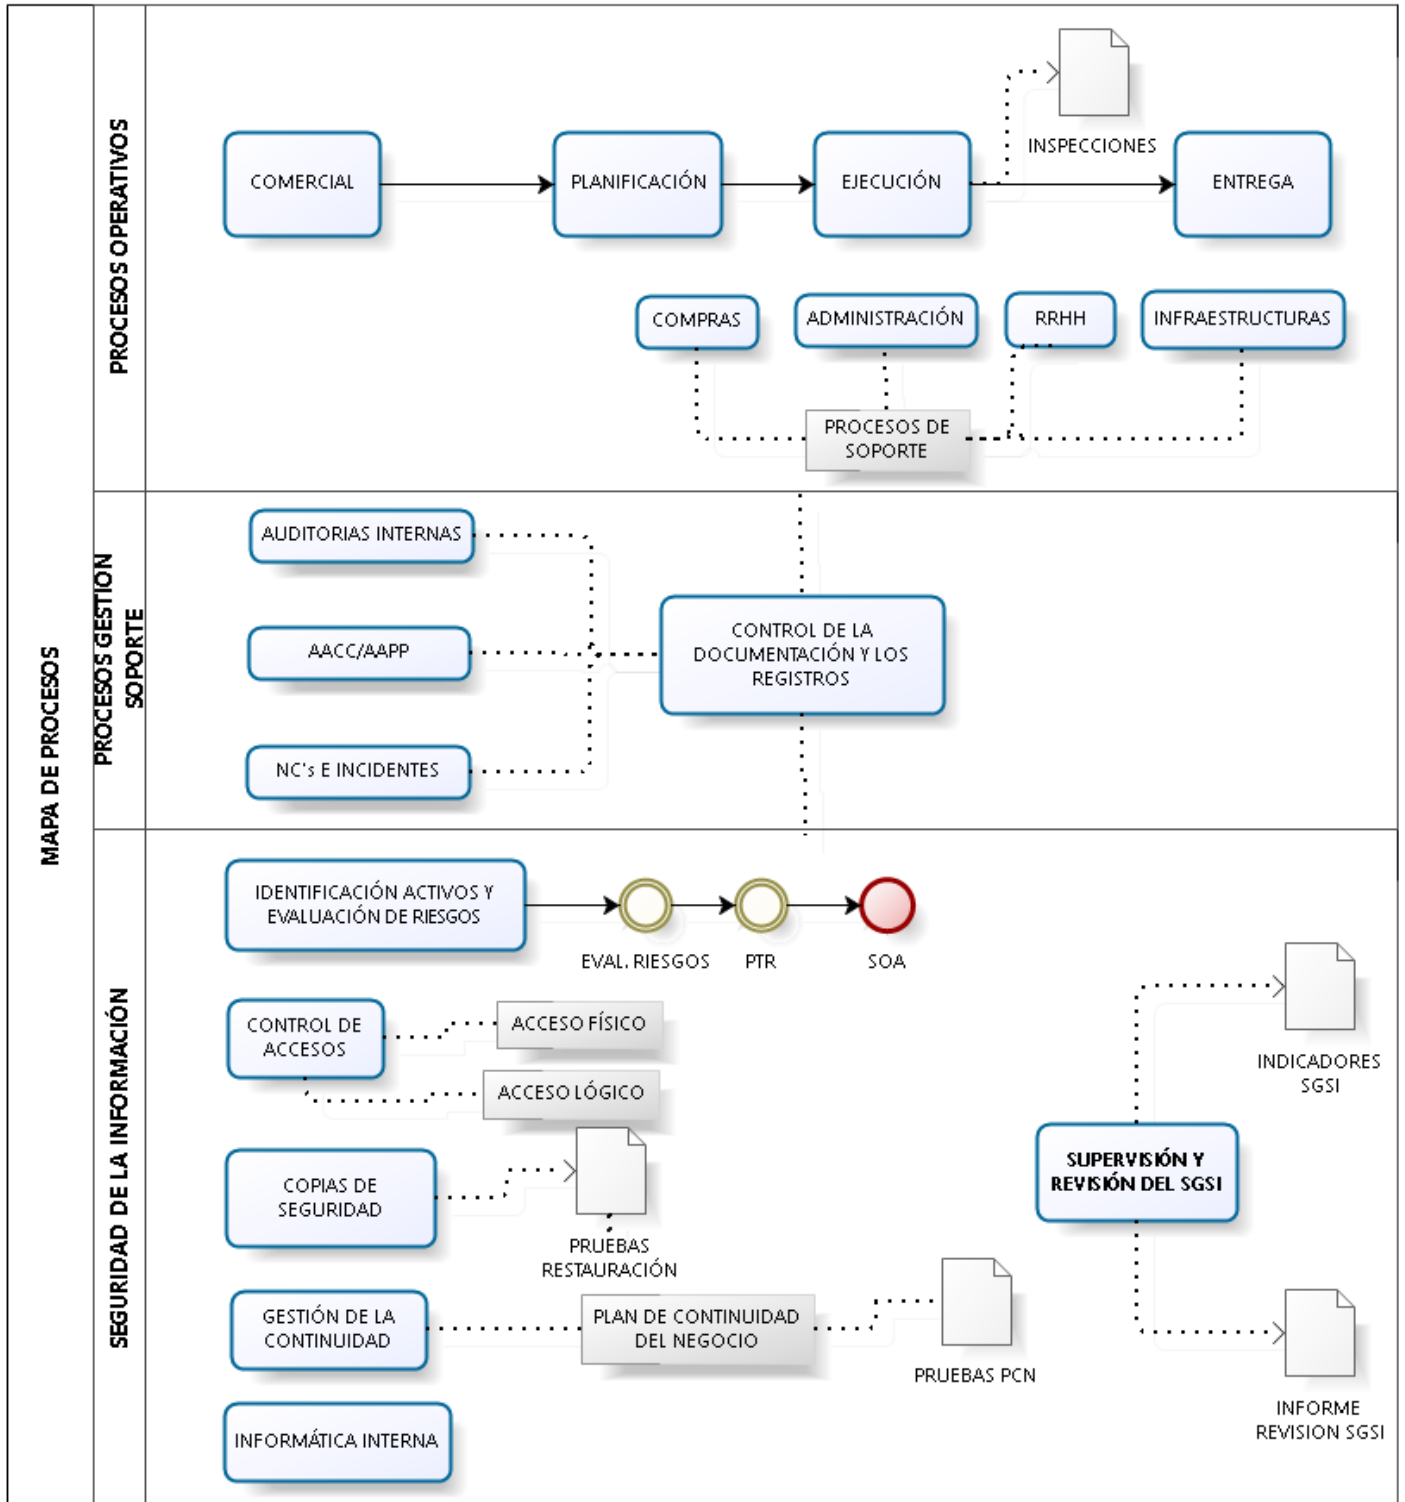 MAPA DE PROCESOS
PROCESOS OPERATIVOS
COMERCIAL
PLANIFICACIÓN
EJECUCIÓN
INSPECCIONES
ENTREGA
COMPRAS
ADMINISTRACIÓN
RRHH
INFRAESTRUCTURAS
PROCESOS DE
SOPORTE
PROCESOS GESTION
SOPORTE
AUDITORIAS INTERNAS
AACC/AAPP
NC's E INCIDENTES
CONTROL DE LA
DOCUMENTACIÓN Y LOS
REGISTROS
SEGURIDAD DE LA INFORMACIÓN
IDENTIFICACIÓN ACTIVOS Y
EVALUACIÓN DE RIESGOS
EVAL. RIESGOS
PTR
SOA
CONTROL DE
ACCESOS
ACCESO FÍSICO
ACCESO LÓGICO
COPIAS DE
SEGURIDAD
PRUEBAS
RESTAURACIÓN
GESTIÓN DE LA
CONTINUIDAD
PLAN DE CONTINUIDAD
DEL NEGOCIO
PRUEBAS PCN
INFORMÁTICA INTERNA
INDICADORES
SGSI
SUPERVISIÓN Y
REVISIÓN DEL SGSI
INFORME
REVISION SGSI